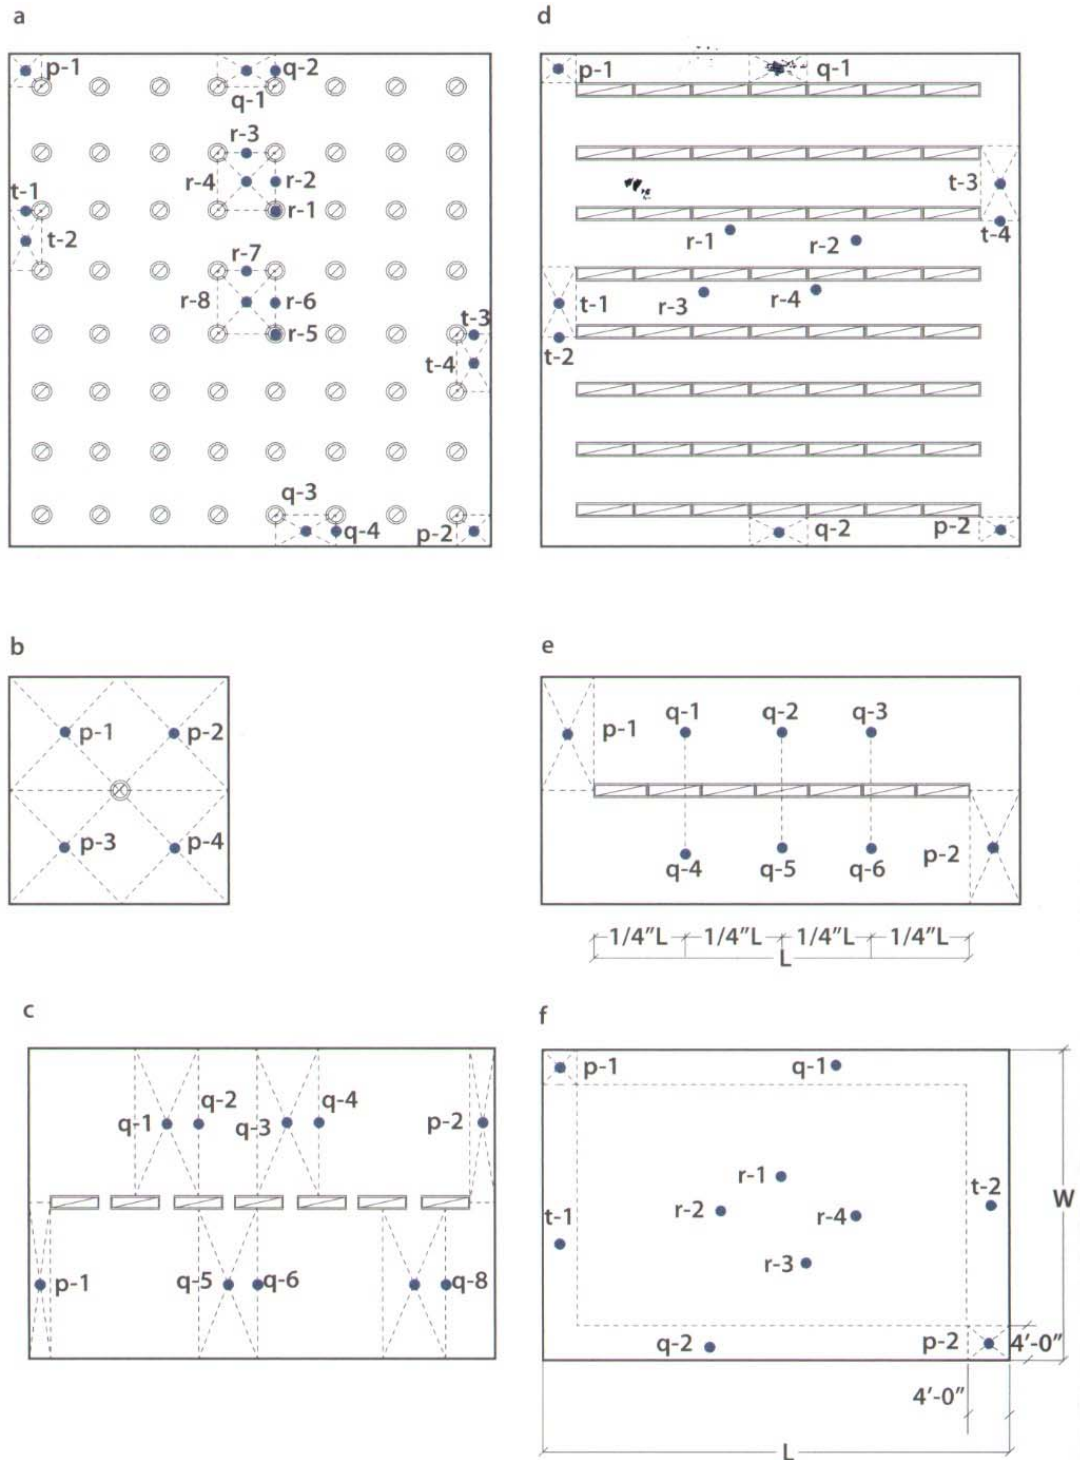 a
p-1
q-2
q-1
r-3
r-4
r-2
t-1
r-1
t-2
r-7
r-8
r-6
t-3
r-5
t-4
q-3
q-4
p-2
d
p-1
q-1
t-3
r-1
r-2
t-4
t-1
r-3
r-4
t-2
q-2
p-2
b
p-1
p-2
p-3
p-4
e
p-1
q-1
q-2
q-3
q-4
q-5
q-6
p-2
1/4"L
1/4"L
1/4"L
1/4"L
L
c
q-1
q-2
q-3
q-4
p-2
p-1
q-5
q-6
q-8
f
p-1
q-1
r-1
t-2
W
r-2
r-4
t-1
r-3
q-2
p-2
4'-0"
4'-0"
L